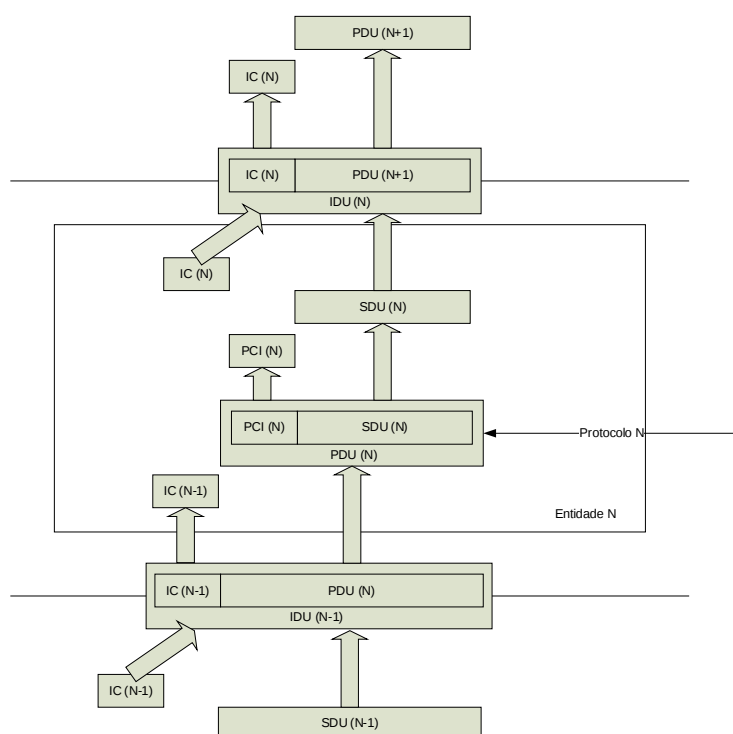 PDU (N+1)
IC (N)
IC (N) PDU (N+1)
IDU (N)
IC (N)
SDU (N)
PCI (N)
PCI (N) SDU (N)
PDU (N)
Protocolo N
IC (N-1)
Entidade N
IC (N-1) PDU (N)
IDU (N-1)
IC (N-1)
SDU (N-1)